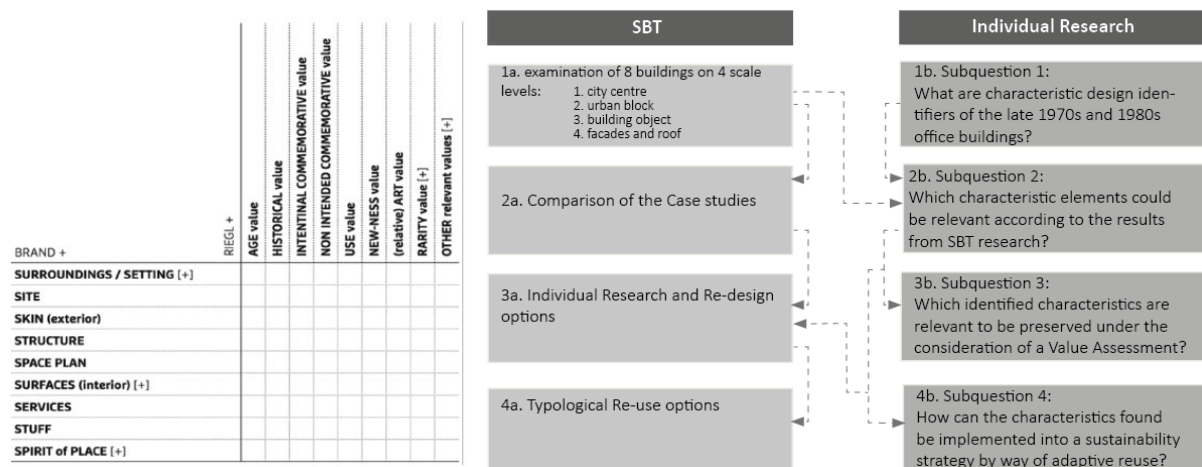 BRAND +
RIEGL +
AGE value
HISTORICAL value
INTENTINAL COMMEMORATIVE value
NON INTENDED COMMEMORATIVE value
USE value
NEW-NESS value
(relative) ART value
RARITY value [+]
OTHER relevant values [+]
SURROUNDINGS / SETTING [+]
SITE
SKIN (exterior)
STRUCTURE
SPACE PLAN
SURFACES (interior) [+]
SERVICES
STUFF
SPIRIT of PLACE [+]
SBT
1a. examination of 8 buildings on 4 scale
levels: 1. city centre
2. urban block
3. building object
4. facades and roof
2a. Comparison of the Case studies
3a. Individual Research and Re-design
options
4a. Typological Re-use options
Individual Research
1b. Subquestion 1:
What are characteristic design iden-
tifiers of the late 1970s and 1980s
office buildings?
2b. Subquestion 2:
Which characteristic elements could
be relevant according to the results
from SBT research?
3b. Subquestion 3:
Which identified characteristics are
relevant to be preserved under the
consideration of a Value Assessment?
4b. Subquestion 4:
How can the characteristics found
be implemented into a sustainability
strategy by way of adaptive reuse?